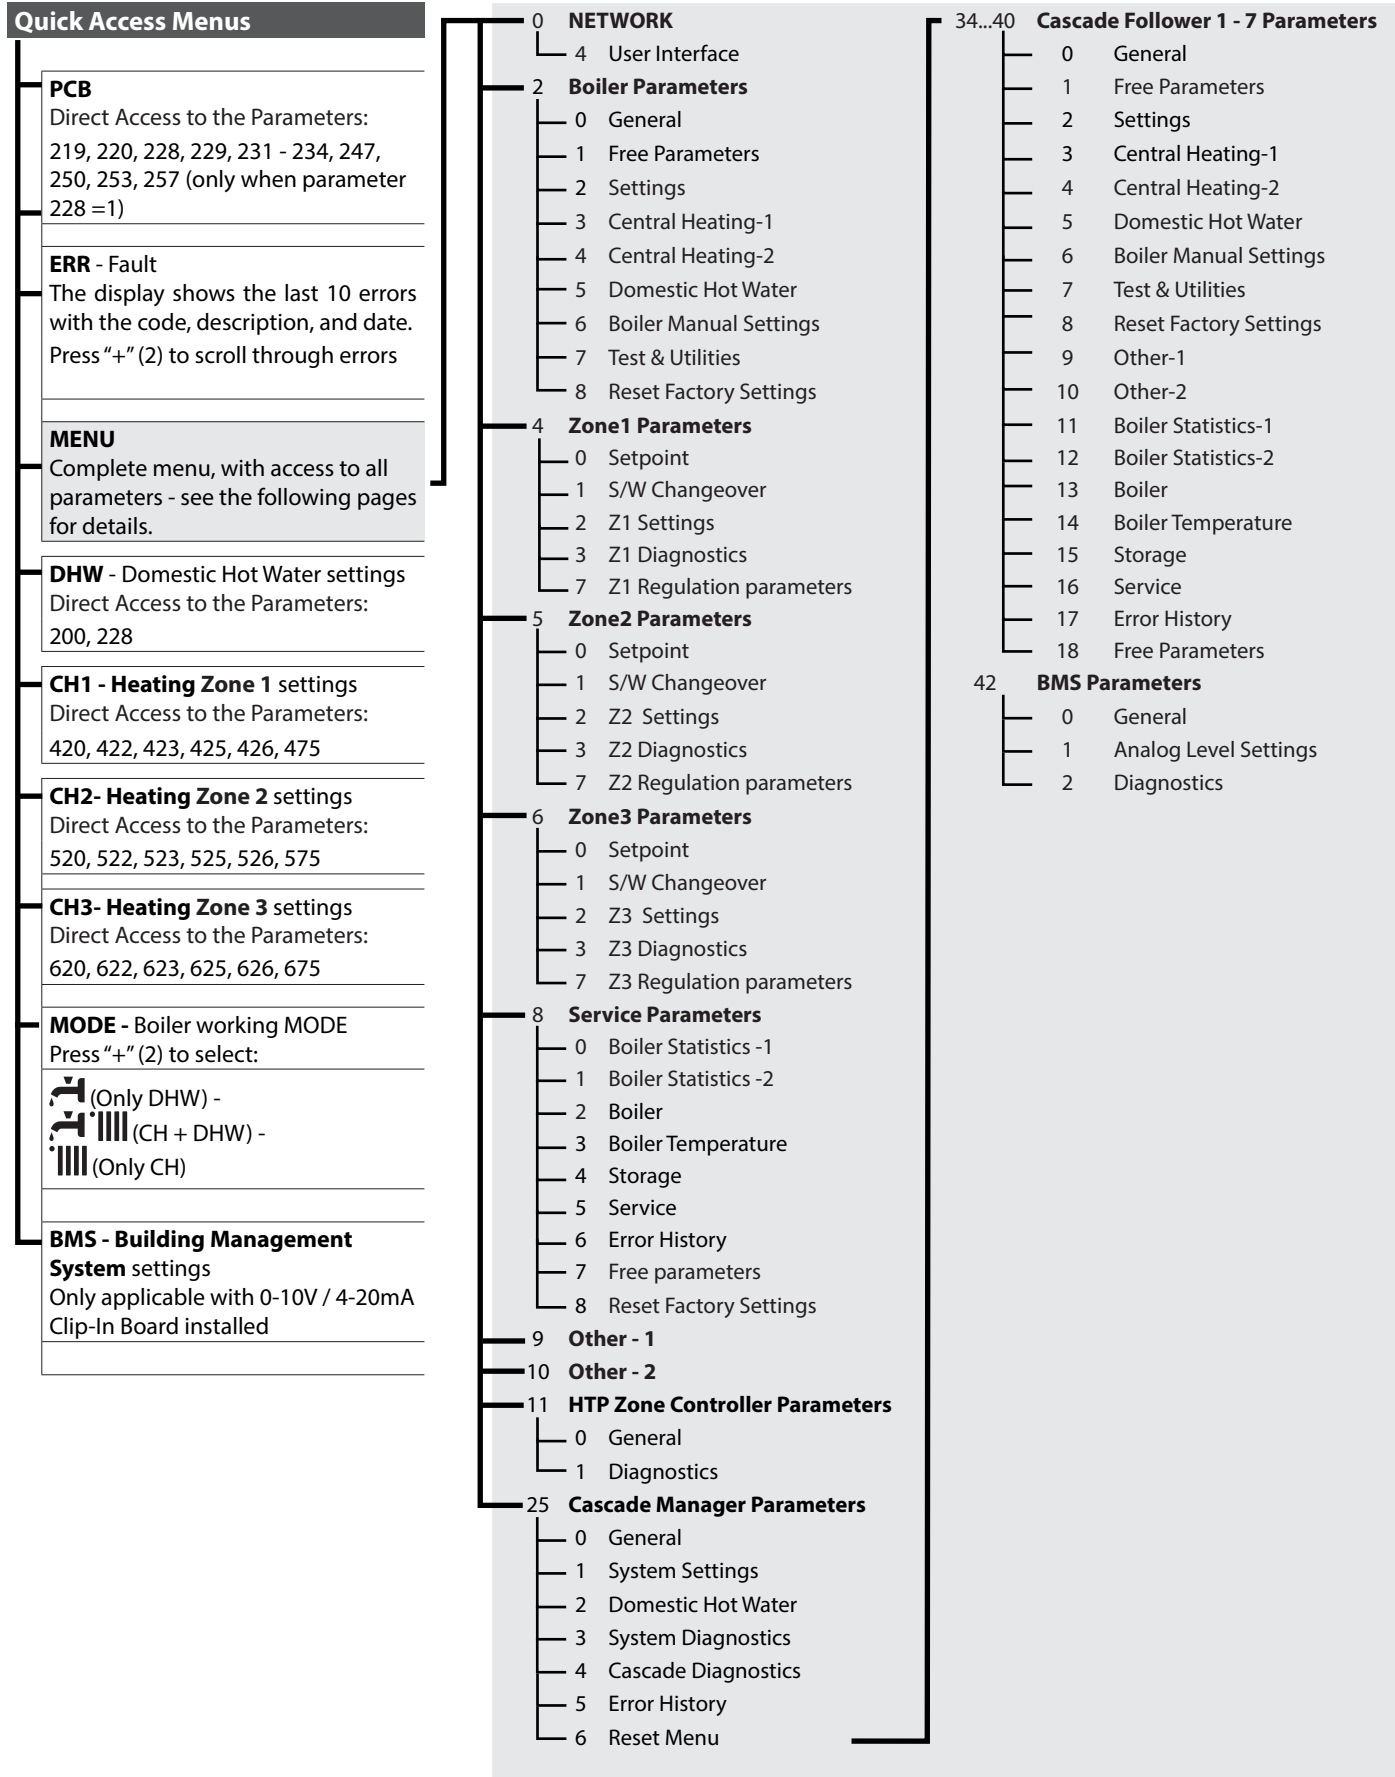 Quick Access Menus
PCB
Direct Access to the Parameters:
219, 220, 228, 229, 231 - 234, 247,
250, 253, 257 (only when parameter
228 =1)
ERR - Fault
The display shows the last 10 errors
with the code, description, and date.
Press “+” (2) to scroll through errors
MENU
Complete menu, with access to all
parameters - see the following pages
for details.
DHW - Domestic Hot Water settings
Direct Access to the Parameters:
200, 228
CH1 - Heating Zone 1 settings
Direct Access to the Parameters:
420, 422, 423, 425, 426, 475
CH2- Heating Zone 2 settings
Direct Access to the Parameters:
520, 522, 523, 525, 526, 575
CH3- Heating Zone 3 settings
Direct Access to the Parameters:
620, 622, 623, 625, 626, 675
MODE - Boiler working MODE
Press “+” (2) to select:
(Only DHW) -
(CH + DHW) -
(Only CH)
BMS - Building Management
System settings
Only applicable with 0-10V / 4-20mA
Clip-In Board installed
0 NETWORK
4 User Interface
2 Boiler Parameters
0 General
1 Free Parameters
2 Settings
3 Central Heating-1
4 Central Heating-2
5 Domestic Hot Water
6 Boiler Manual Settings
7 Test & Utilities
8 Reset Factory Settings
4 Zone1 Parameters
0 Setpoint
1 S/W Changeover
2 Z1 Settings
3 Z1 Diagnostics
7 Z1 Regulation parameters
5 Zone2 Parameters
0 Setpoint
1 S/W Changeover
2 Z2 Settings
3 Z2 Diagnostics
7 Z2 Regulation parameters
6 Zone3 Parameters
0 Setpoint
1 S/W Changeover
2 Z3 Settings
3 Z3 Diagnostics
7 Z3 Regulation parameters
8 Service Parameters
0 Boiler Statistics -1
1 Boiler Statistics -2
2 Boiler
3 Boiler Temperature
4 Storage
5 Service
6 Error History
7 Free parameters
8 Reset Factory Settings
9 Other - 1
10 Other - 2
11 HTP Zone Controller Parameters
0 General
1 Diagnostics
25 Cascade Manager Parameters
0 General
1 System Settings
2 Domestic Hot Water
3 System Diagnostics
4 Cascade Diagnostics
5 Error History
6 Reset Menu
34...40 Cascade Follower 1 - 7 Parameters
0 General
1 Free Parameters
2 Settings
3 Central Heating-1
4 Central Heating-2
5 Domestic Hot Water
6 Boiler Manual Settings
7 Test & Utilities
8 Reset Factory Settings
9 Other-1
10 Other-2
11 Boiler Statistics-1
12 Boiler Statistics-2
13 Boiler
14 Boiler Temperature
15 Storage
16 Service
17 Error History
18 Free Parameters
42 BMS Parameters
0 General
1 Analog Level Settings
2 Diagnostics